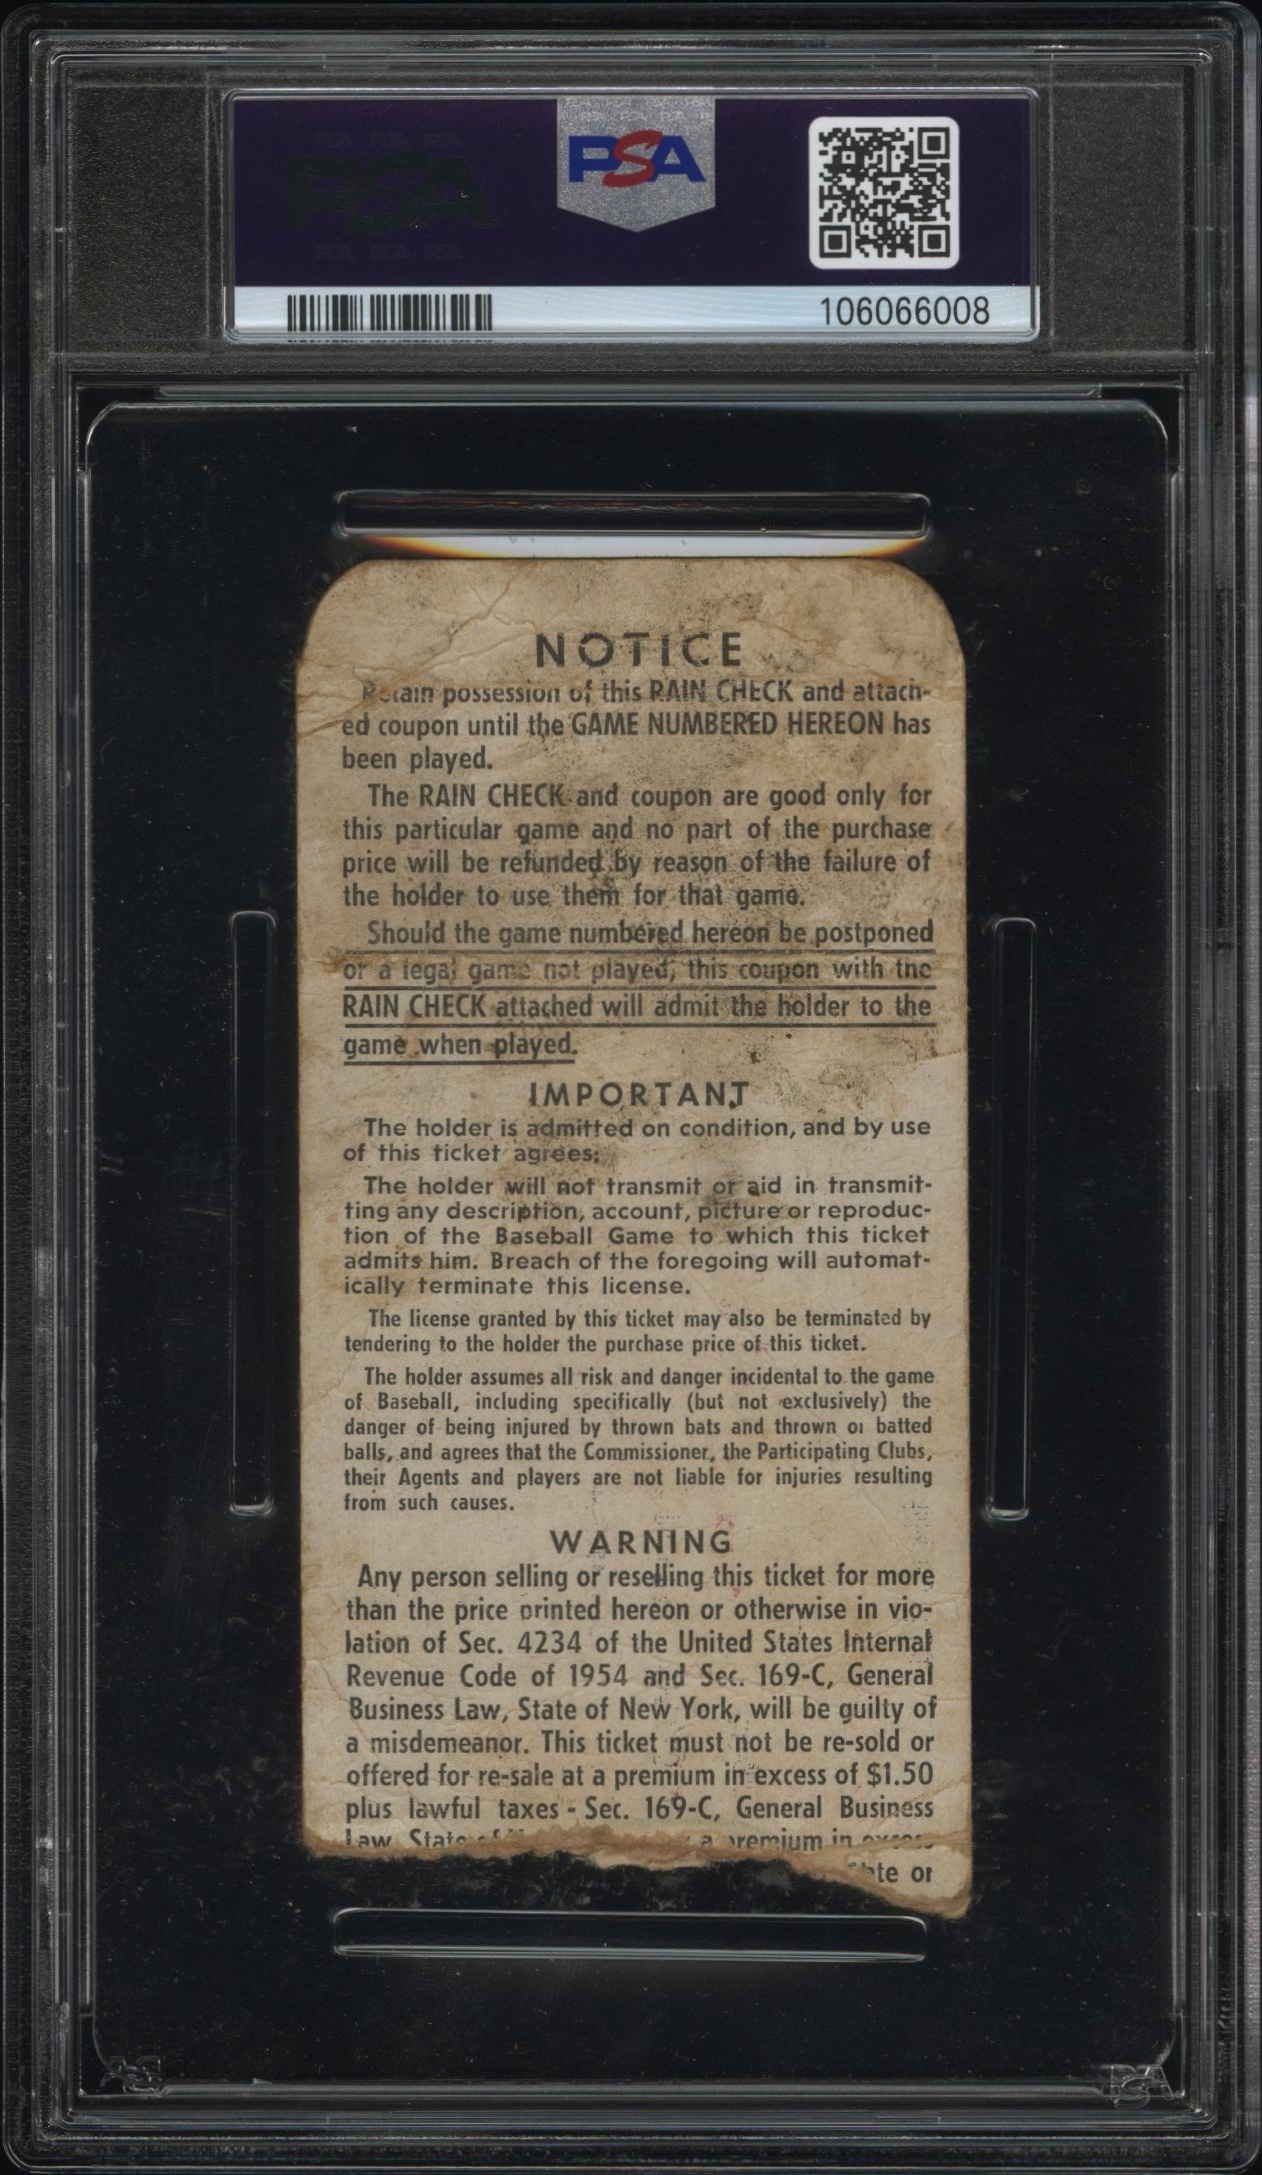 PSA
106066008
NOTICE
Retain possession of this RAIN CHECK and attach-
ed coupon until the GAME NUMBERED HEREON has
been played.
The RAIN CHECK and coupon are good only for
this particular game and no part of the purchase
price will be refunded by reason of the failure of
the holder to use them for that game.
Should the game numbered hereon be postponed
or a legal game not played, this coupon with the
RAIN CHECK attached will admit the holder to the
game when played.
IMPORTANT
The holder is admitted on condition, and by use
of this ticket agrees:
The holder will not transmit or aid in transmit-
ting any description, account, picture or reproduc-
tion of the Baseball Game to which this ticket
admits him. Breach of the foregoing will automat-
ically terminate this license.
The license granted by this ticket may also be terminated by
tendering to the holder the purchase price of this ticket.
The holder assumes all risk and danger incidental to the game
of Baseball, including specifically (but not exclusively) the
danger of being injured by thrown bats and thrown or batted
balls, and agrees that the Commissioner, the Participating Clubs,
their Agents and players are not liable for injuries resulting
from such causes.
WARNING
Any person selling or reselling this ticket for more
than the price printed hereon or otherwise in vio-
lation of Sec. 4234 of the United States Internal
Revenue Code of 1954 and Sec. 169-C, General
Business Law, State of New York, will be guilty of
a misdemeanor. This ticket must not be re-sold or
offered for re-sale at a premium in excess of $1.50
plus lawful taxes - Sec. 169-C, General Business
Law, State of a premium in excess
or
PSA